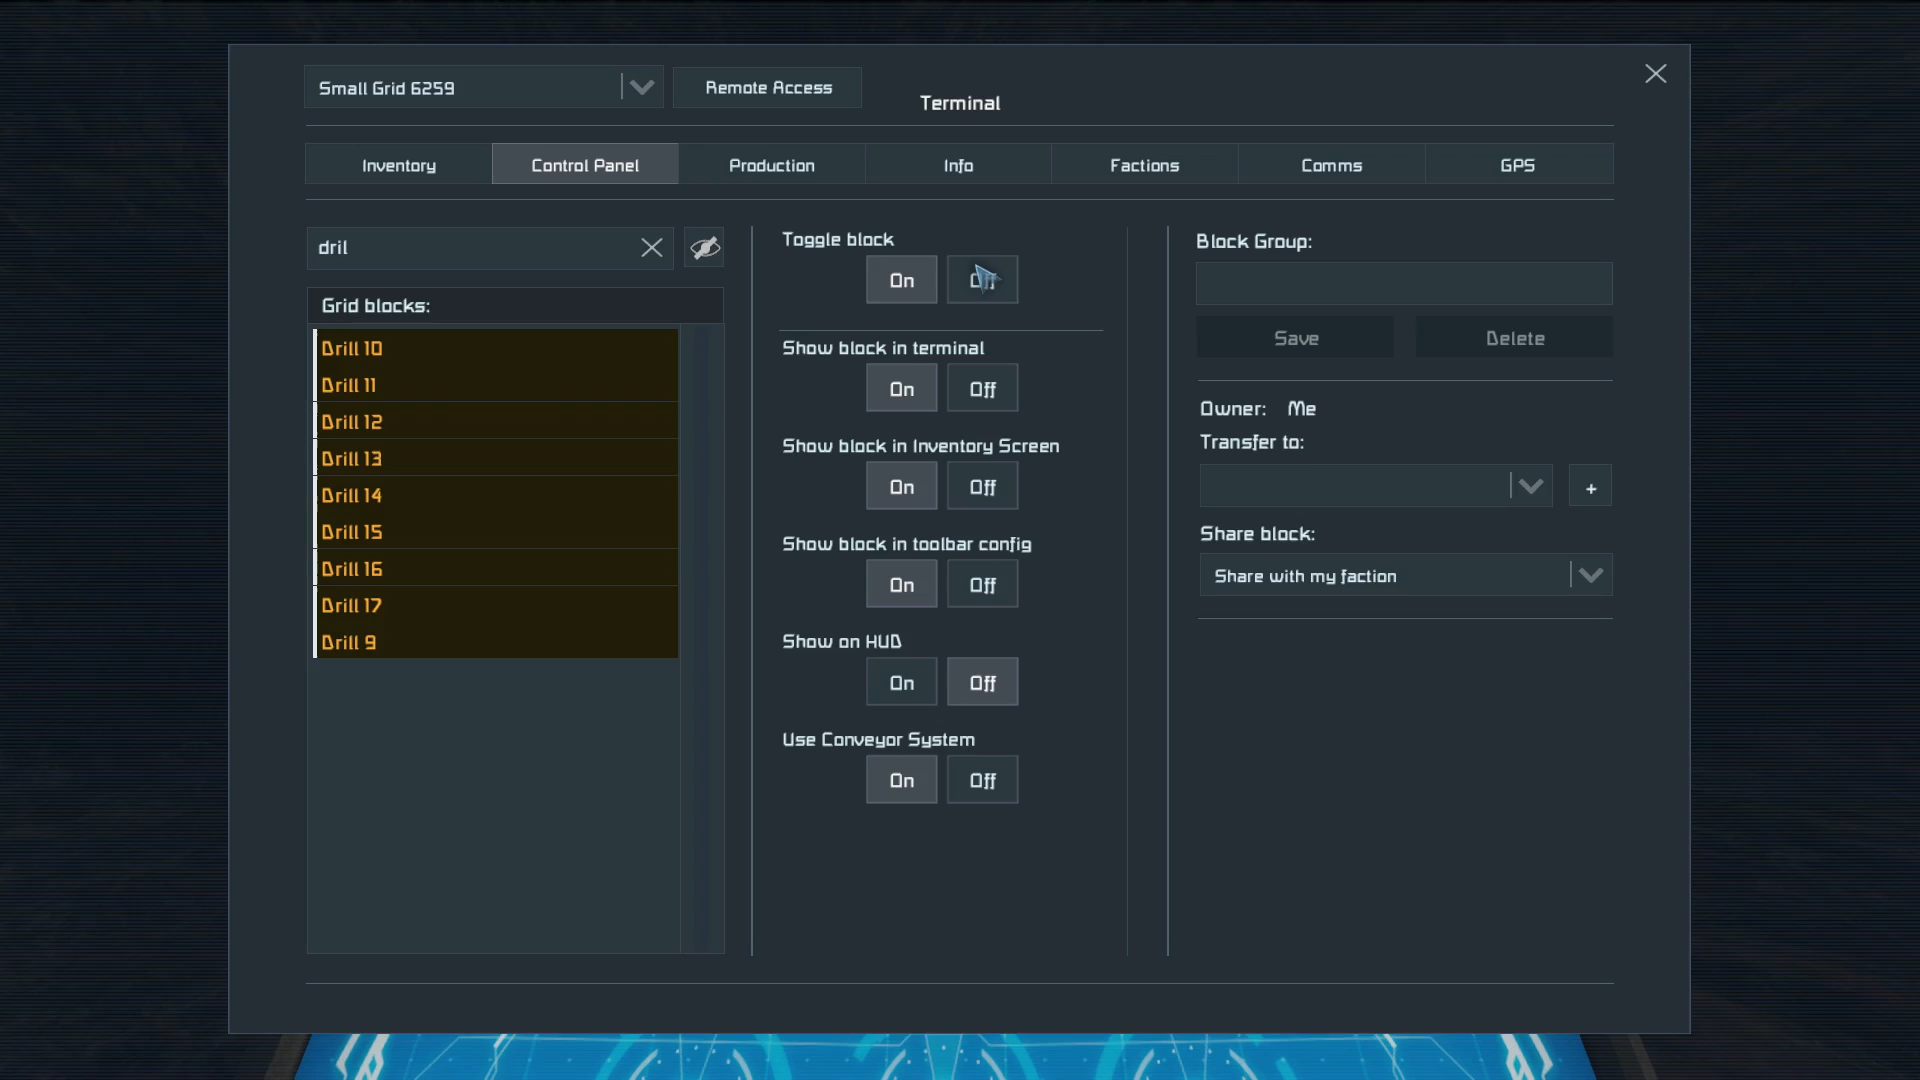 Small Grid 6259
Remote Access
Terminal
Inventory
Control Panel
Production
Info
Factions
Comms
GPS
dril
Grid blocks:
Drill 10
Drill 11
Drill 12
Drill 13
Drill 14
Drill 15
Drill 16
Drill 17
Drill 9
Toggle block
On
Off
Show block in terminal
On
Off
Show block in Inventory Screen
On
Off
Show block in toolbar config
On
Off
Show on HUD
On
Off
Use Conveyor System
On
Off
Block Group:
Save
Delete
Owner: Me
Transfer to:
+
Share block:
Share with my faction